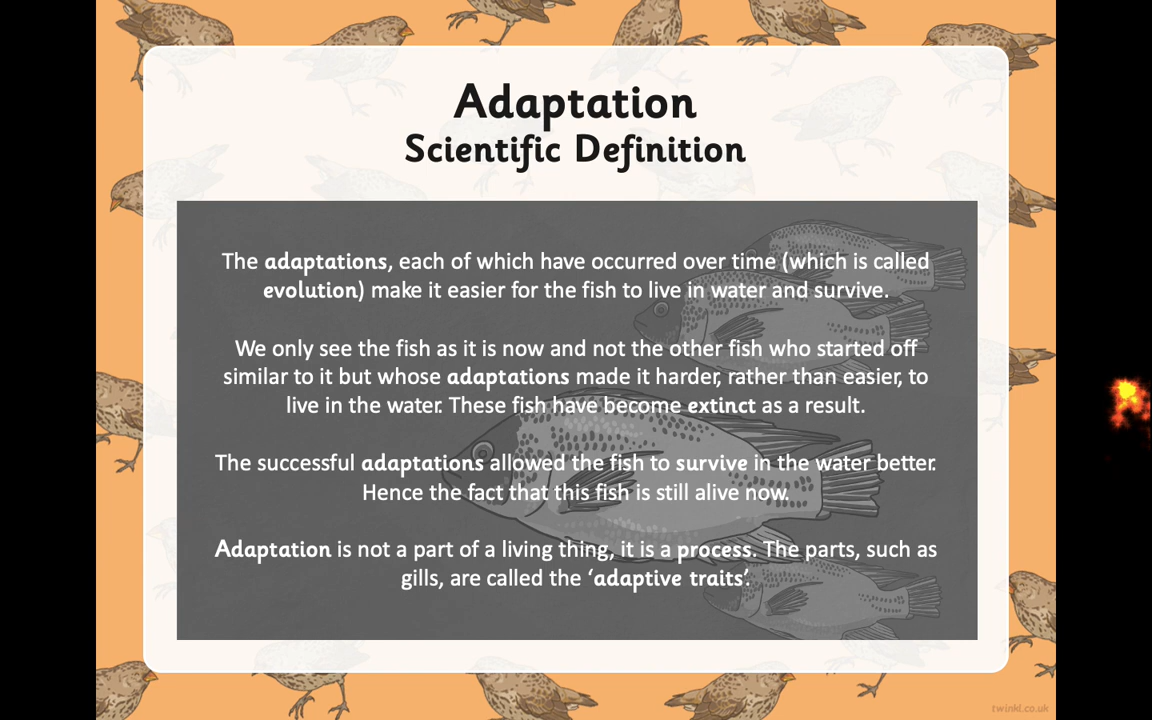 Adaptation
Scientific Definition
The adaptations, each of which have occurred over time (which is called
evolution) make it easier for the fish to live in water and survive.
We only see the fish as it is now and not the other fish who started off
similar to it but whose adaptations made it harder, rather than easier, to
live in the water. These fish have become extinct as a result.
The successful adaptations allowed the fish to survive in the water better.
Hence the fact that this fish is still alive now.
Adaptation is not a part of a living thing, it is a process. The parts, such as
gills, are called the ‘adaptive traits’.
twinkl.co.uk